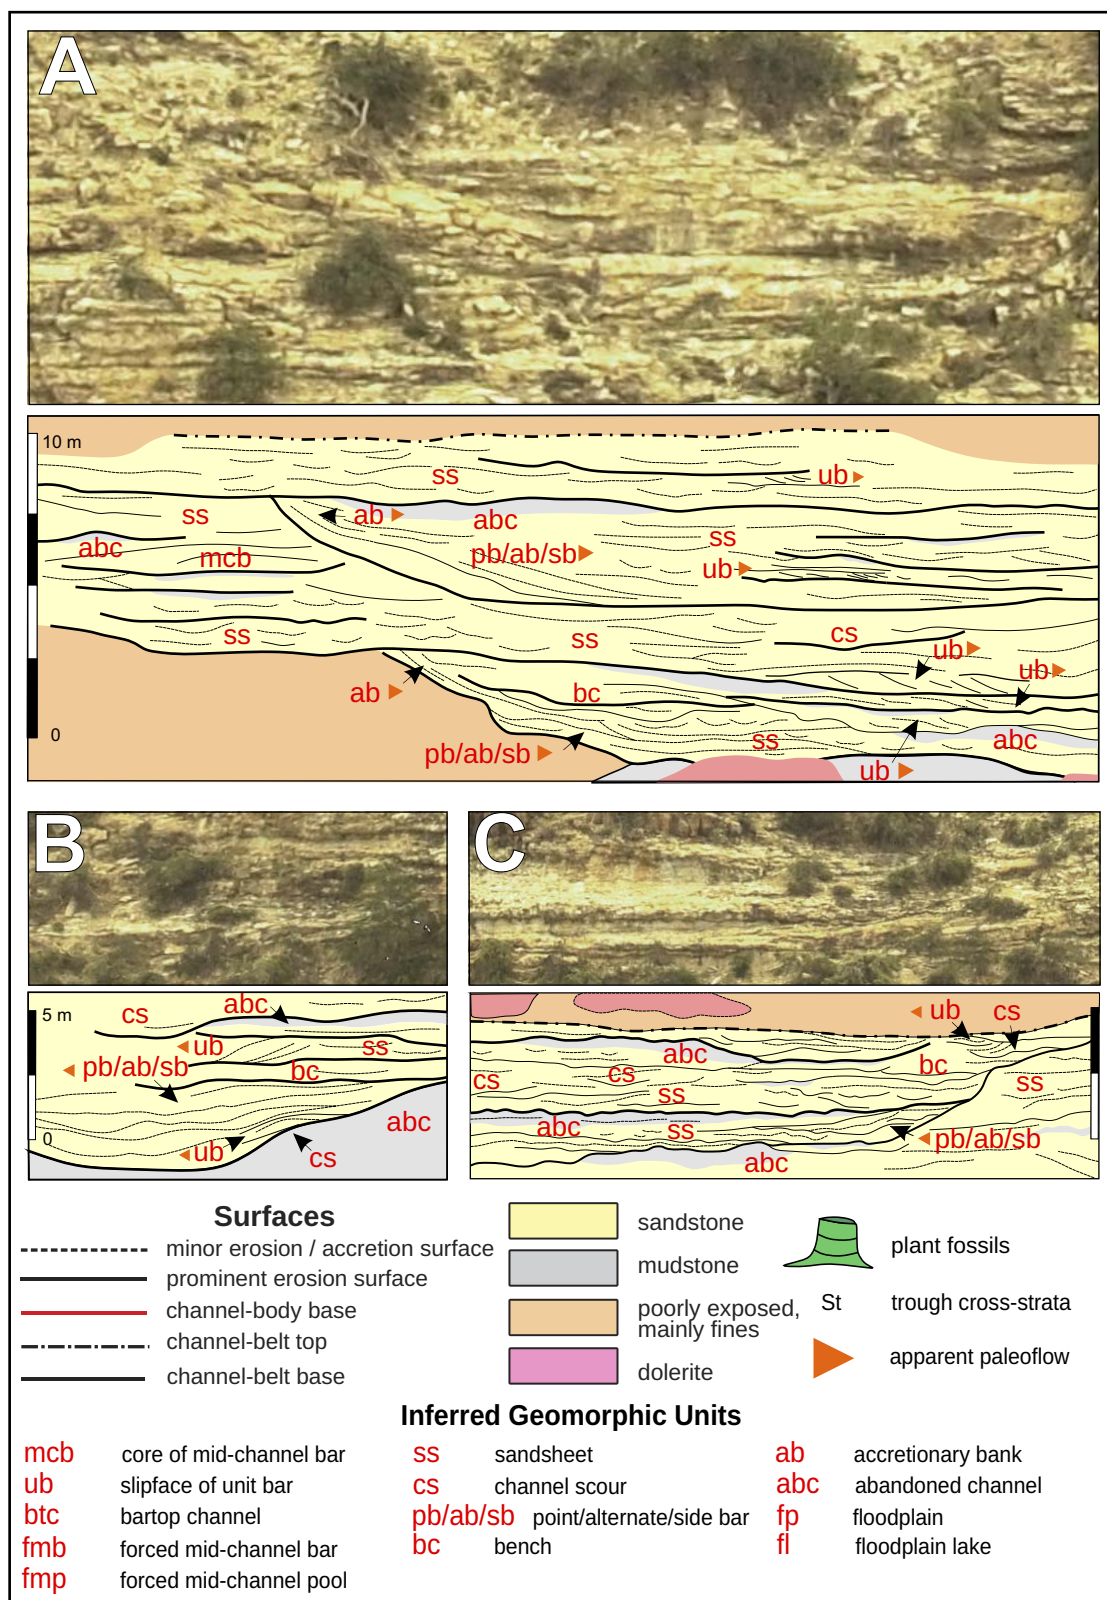 A
10 m
ss
ub
ss
ab
abc
ss
abc
mcb
pb/ab/sb
ub
ss
ss
cs
ub
ub
ab
bc
0
pb/ab/sb
ss
abc
ub
B
C
5 m
cs
abc
ub
ss
pb/ab/sb
bc
abc
0
ub
cs
ub
cs
abc
bc
cs
cs
ss
ss
abc
ss
pb/ab/sb
abc
Surfaces
minor erosion / accretion surface
prominent erosion surface
channel-body base
channel-belt top
channel-belt base
sandstone
mudstone
poorly exposed,
mainly fines
dolerite
plant fossils
St trough cross-strata
apparent paleoflow
Inferred Geomorphic Units
mcb core of mid-channel bar
ub slipface of unit bar
btc bartop channel
fmb forced mid-channel bar
fmp forced mid-channel pool
ss sandsheet
cs channel scour
pb/ab/sb point/alternate/side bar
bc bench
ab accretionary bank
abc abandoned channel
fp floodplain
fl floodplain lake